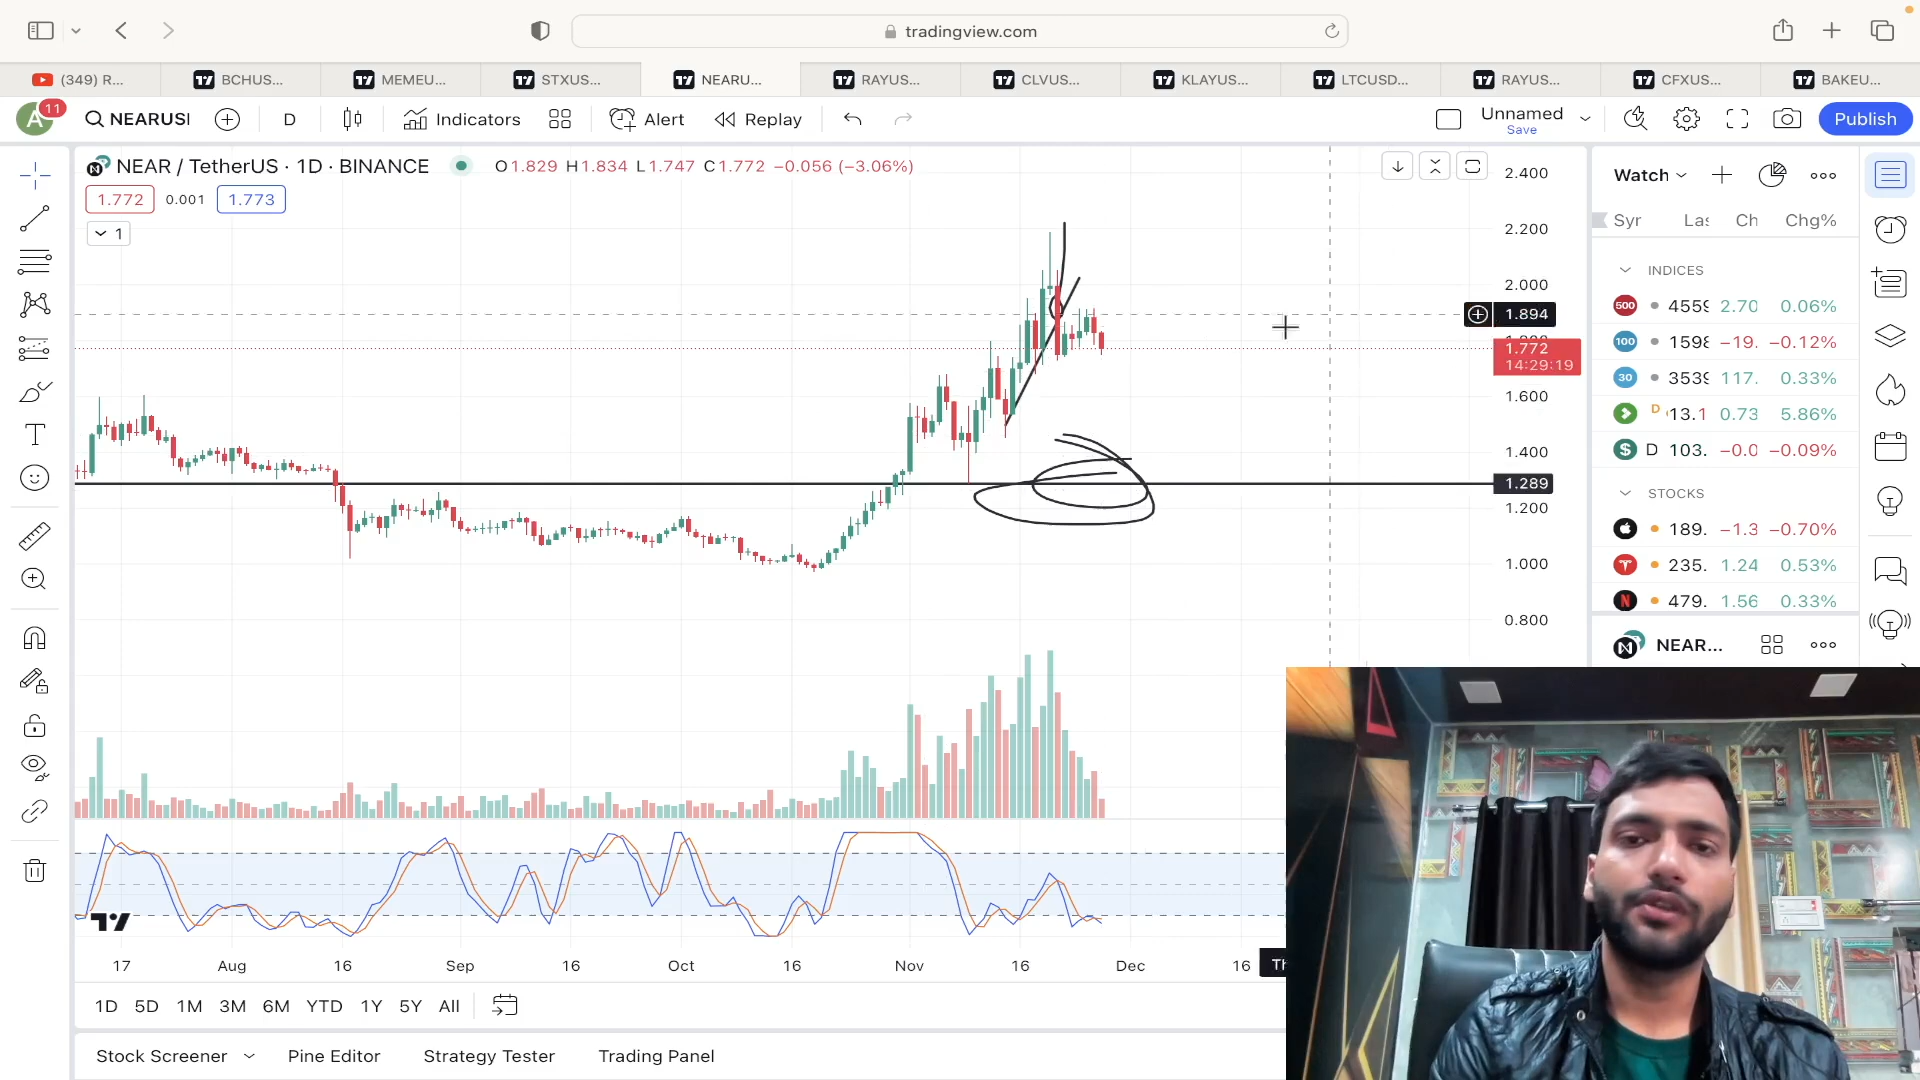 tradingview.com
(349) R...
BCHUS...
MEMEU...
STXUS...
NEARU...
RAYUS...
CLVUS...
KLAYUS...
LTCUSD...
RAYUS...
CFXUS...
BAKEU...
A 11
NEARUSI
D
Indicators
Alert
Replay
Unnamed
Save
Publish
NEAR / TetherUS · 1D · BINANCE
O1.829 H1.834 L1.747 C1.772 −0.056 (−3.06%)
1.772 0.001 1.773
1
2.400
2.200
2.000
1.894
1.772
14:29:19
1.600
1.400
1.289
1.200
1.000
0.800
Watch
Syr Las Ch Chg%
INDICES
500 4559 2.70 0.06%
100 1598 −19. −0.12%
30 3539 117. 0.33%
D 13.1 0.73 5.86%
$ D 103. −0.0 −0.09%
STOCKS
189. −1.3 −0.70%
235. 1.24 0.53%
N 479. 1.56 0.33%
NEAR...
17 Aug 16 Sep 16 Oct 16 Nov 16 Dec 16
1D 5D 1M 3M 6M YTD 1Y 5Y All
Stock Screener Pine Editor Strategy Tester Trading Panel